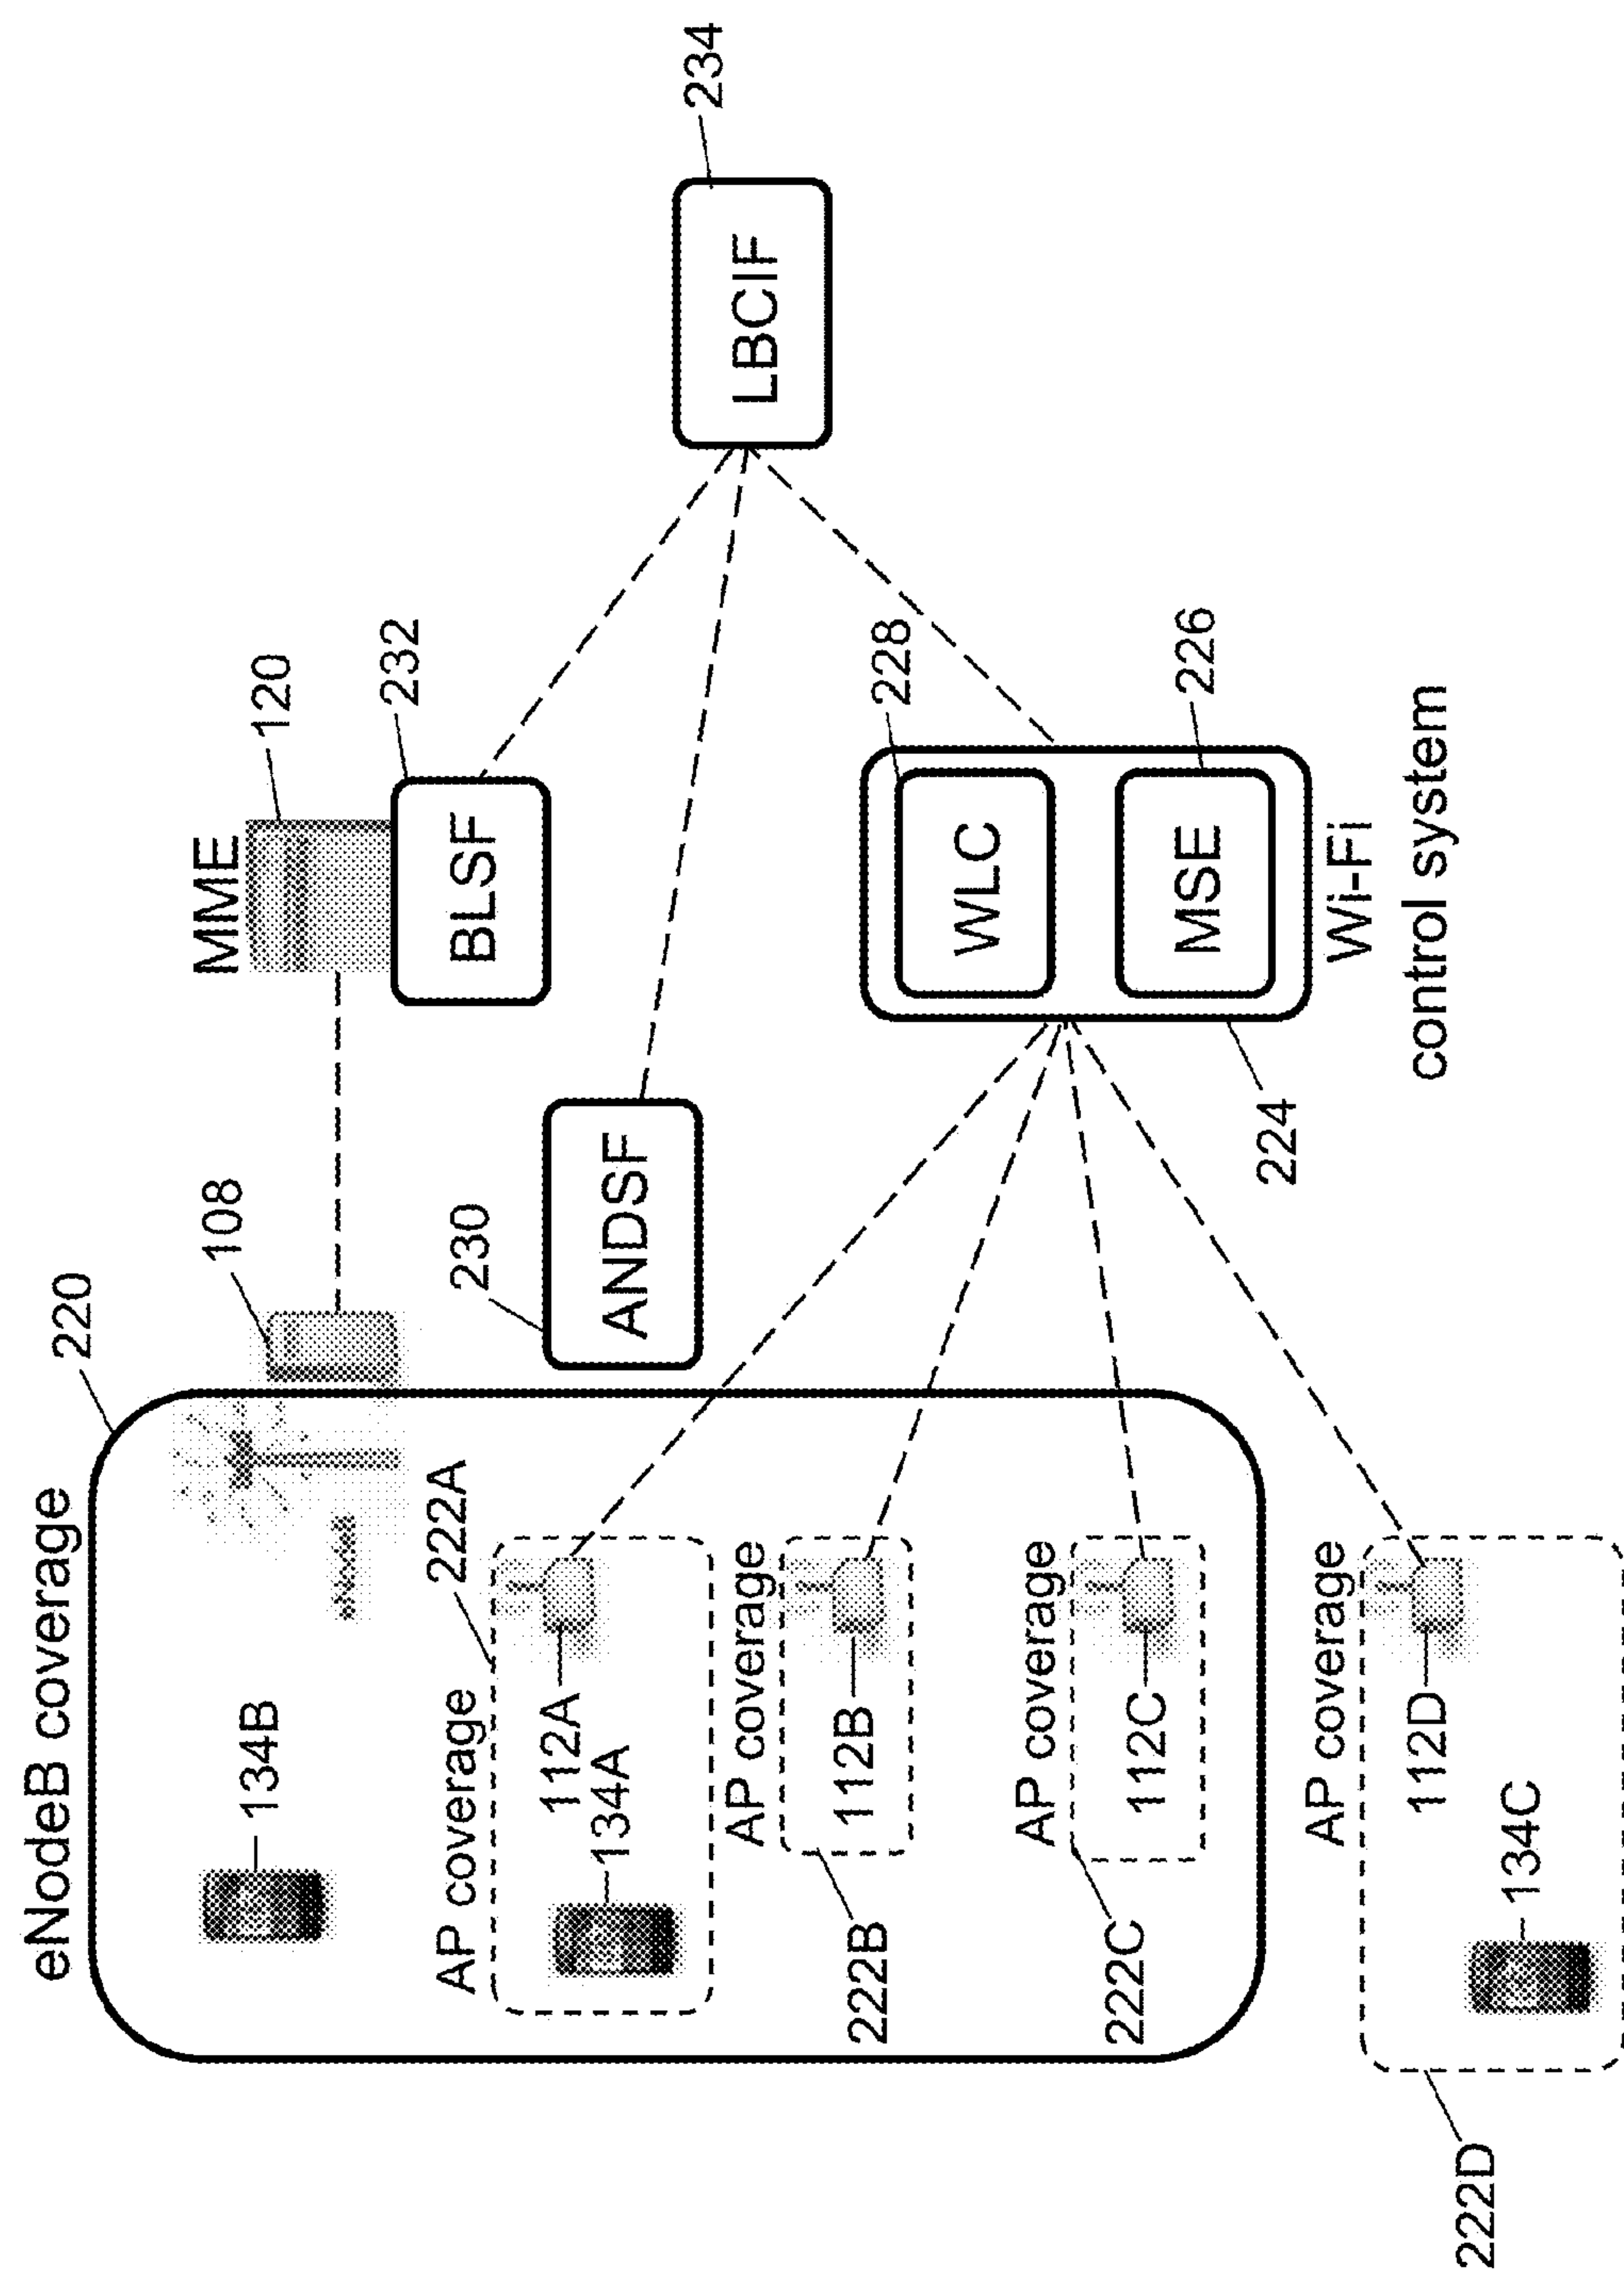 eNodeB coverage
220
134B
108
MME
120
BLSF
232
AP coverage
222A
112A
134A
230
ANDSF
LBCIF
234
AP coverage
112B
222B
WLC
228
AP coverage
112C
222C
MSE
226
224
Wi-Fi
control system
AP coverage
112D
134C
222D